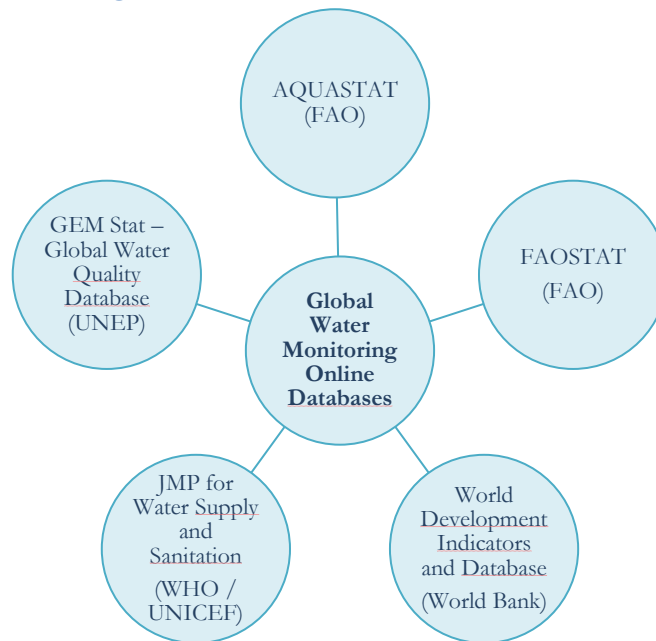 AQUASTAT
(FAO)
GEM Stat –
Global Water
Quality
Database
(UNEP)
FAOSTAT
(FAO)
Global
Water
Monitoring
Online
Databases
JMP for
Water Supply
and
Sanitation
(WHO /
UNICEF)
World
Development
Indicators
and Database
(World Bank)